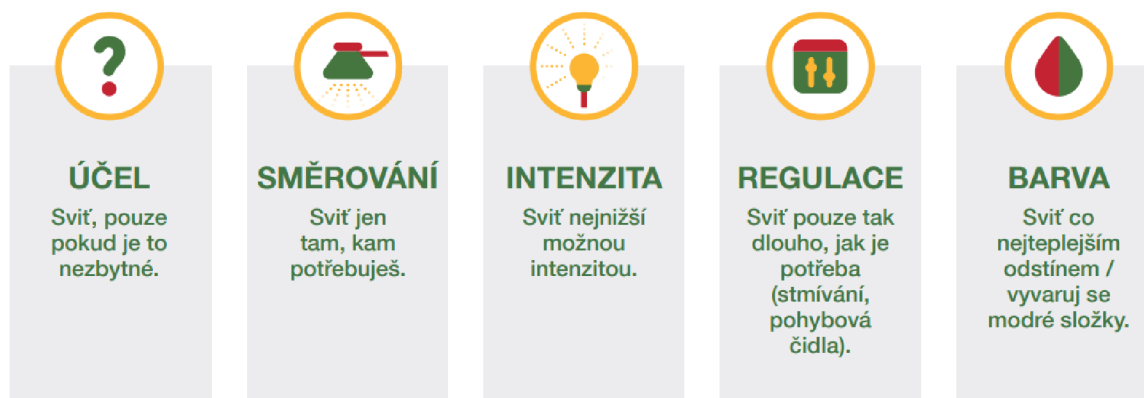 ÚČEL
Sviť, pouze
pokud je to
nezbytné.
SMĚROVÁNÍ
Sviť jen
tam, kam
potřebuješ.
INTENZITA
Sviť nejnižší
možnou
intenzitou.
REGULACE
Sviť pouze tak
dlouho, jak je
potřeba
(stmívání,
pohybová
čidla).
BARVA
Sviť co
nejteplejším
odstínem /
vyvaruj se
modré složky.